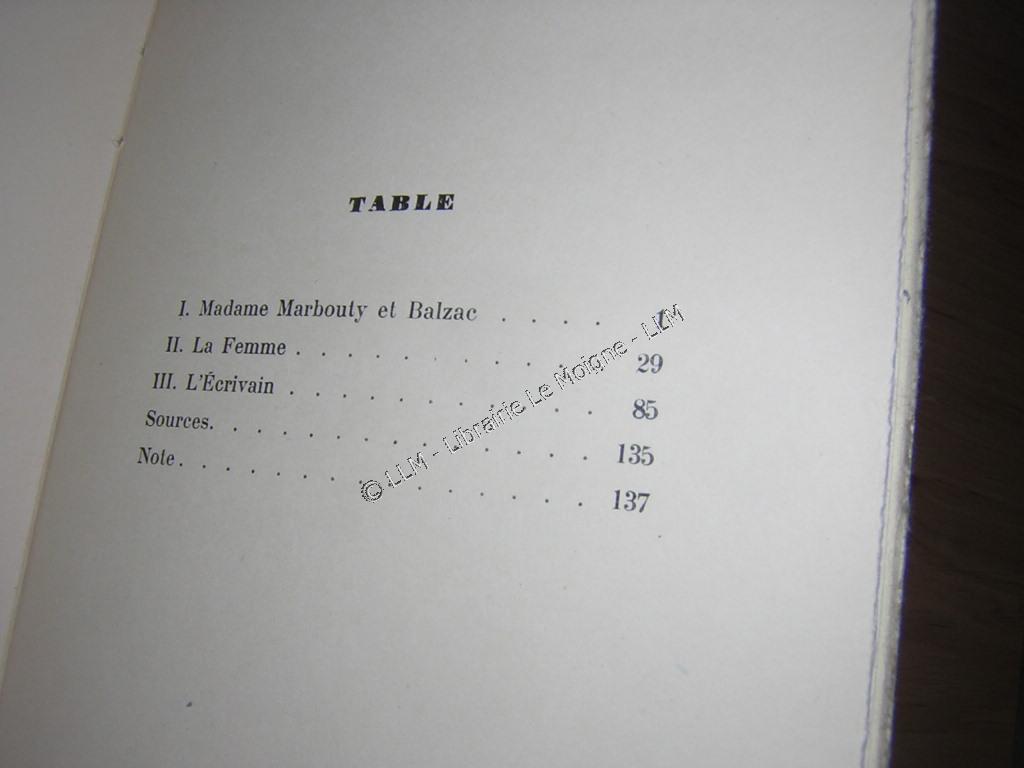 TABLE
I. Madame Marbouty et Balzac . . . .
II. La Femme . . . . . . . . . 29
III. L'Écrivain . . . . . . . . . 85
Sources. . . . . . . . . . . 135
Note . . . . . . . . . . . . 137
© LLM - Librairie Le Moigne - LLM